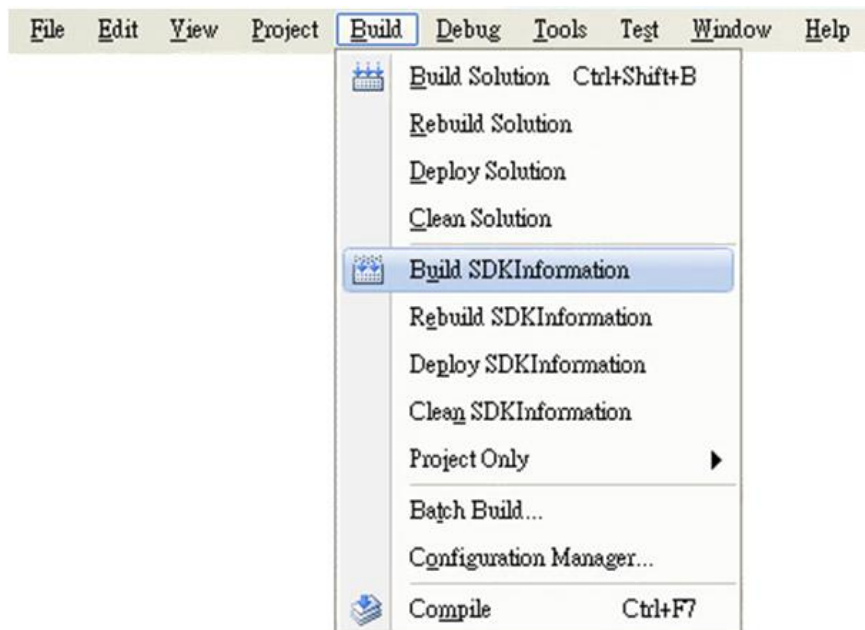 File Edit View Project Build Debug Tools Test Window Help
Build Solution Ctrl+Shift+B
Rebuild Solution
Deploy Solution
Clean Solution
Build SDKInformation
Rebuild SDKInformation
Deploy SDKInformation
Clean SDKInformation
Project Only
Batch Build...
Configuration Manager...
Compile Ctrl+F7